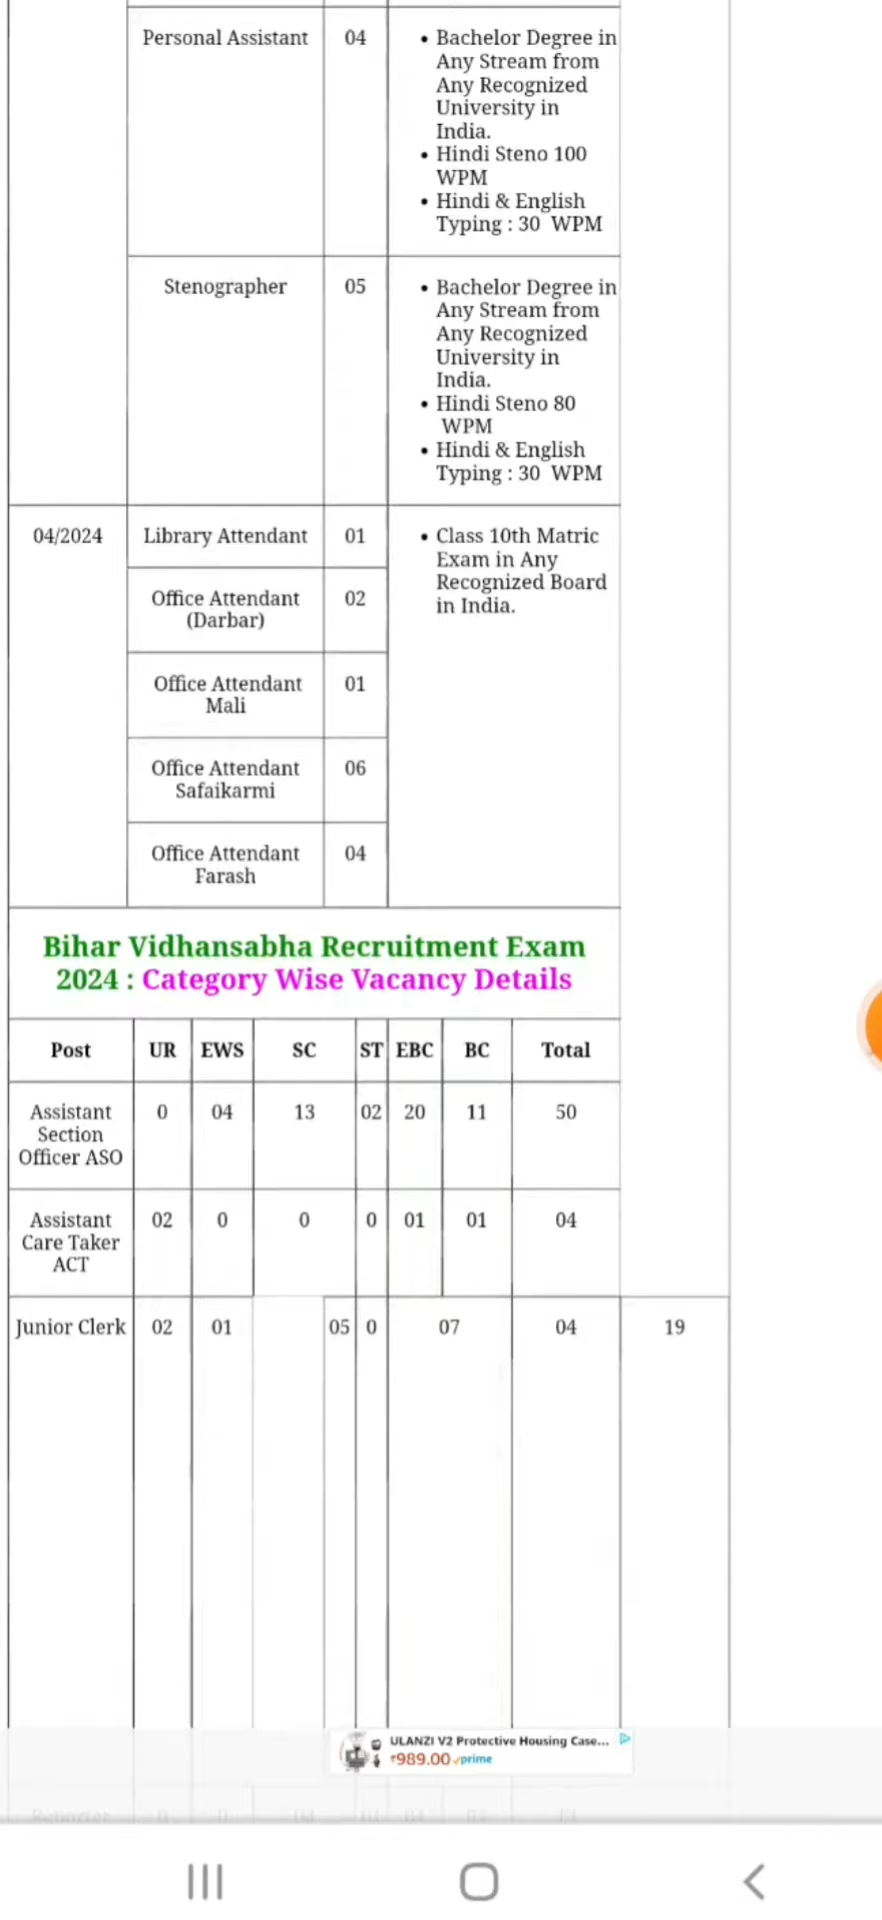 Personal Assistant
04
• Bachelor Degree in
Any Stream from
Any Recognized
University in
India.
• Hindi Steno 100
WPM
• Hindi & English
Typing : 30 WPM
Stenographer
05
• Bachelor Degree in
Any Stream from
Any Recognized
University in
India.
• Hindi Steno 80
WPM
• Hindi & English
Typing : 30 WPM
04/2024
Library Attendant
01
• Class 10th Matric
Exam in Any
Recognized Board
in India.
Office Attendant
(Darbar)
02
Office Attendant
Mali
01
Office Attendant
Safaikarmi
06
Office Attendant
Farash
04
Bihar Vidhansabha Recruitment Exam
2024 : Category Wise Vacancy Details
Post UR EWS SC ST EBC BC Total
Assistant
Section
Officer ASO
0 04 13 02 20 11 50
Assistant
Care Taker
ACT
02 0 0 0 01 01 04
Junior Clerk 02 01 05 0 07 04 19
ULANZI V2 Protective Housing Case...
₹989.00 prime